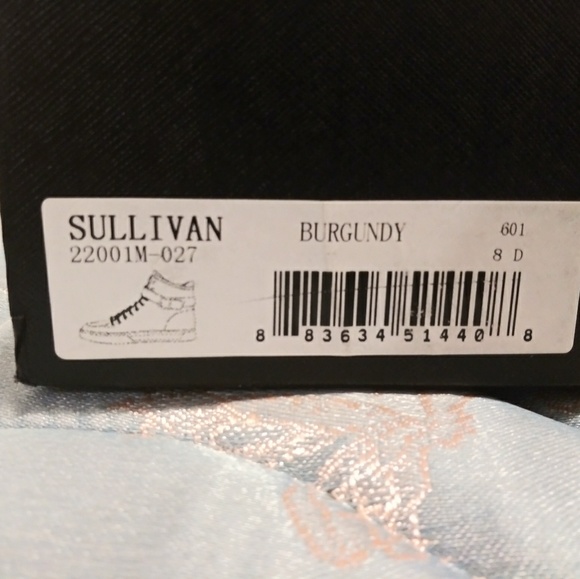 SULLIVAN BURGUNDY 601
22001M-027 8 D
8 83634 51440 8